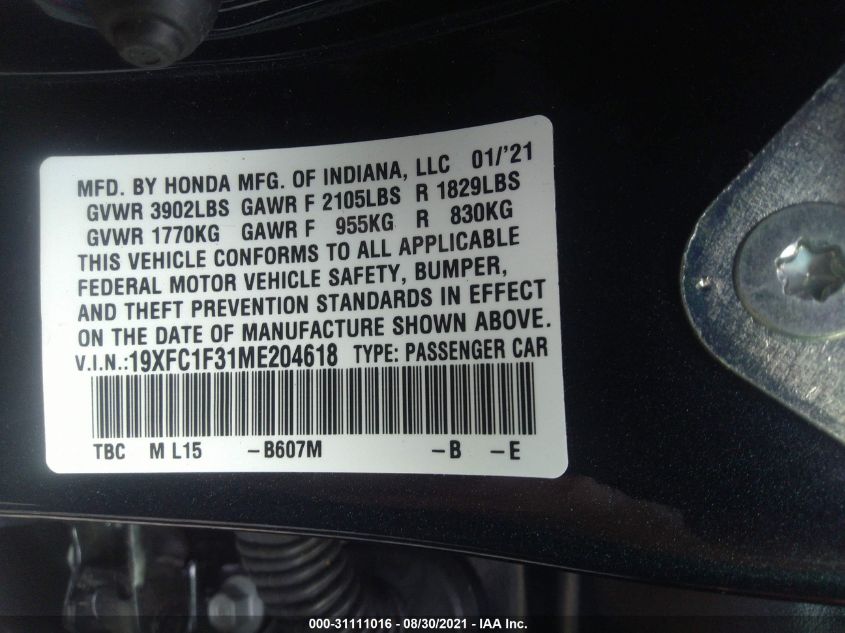 MFD. BY HONDA MFG. OF INDIANA, LLC 01/'21
GVWR 3902LBS GAWR F 2105LBS R 1829LBS
GVWR 1770KG GAWR F 955KG R 830KG
THIS VEHICLE CONFORMS TO ALL APPLICABLE
FEDERAL MOTOR VEHICLE SAFETY, BUMPER,
AND THEFT PREVENTION STANDARDS IN EFFECT
ON THE DATE OF MANUFACTURE SHOWN ABOVE.
V.I.N.:19XFC1F31ME204618 TYPE: PASSENGER CAR
TBC M L15 -B607M -B -E
000-31111016 - 08/30/2021 - IAA Inc.